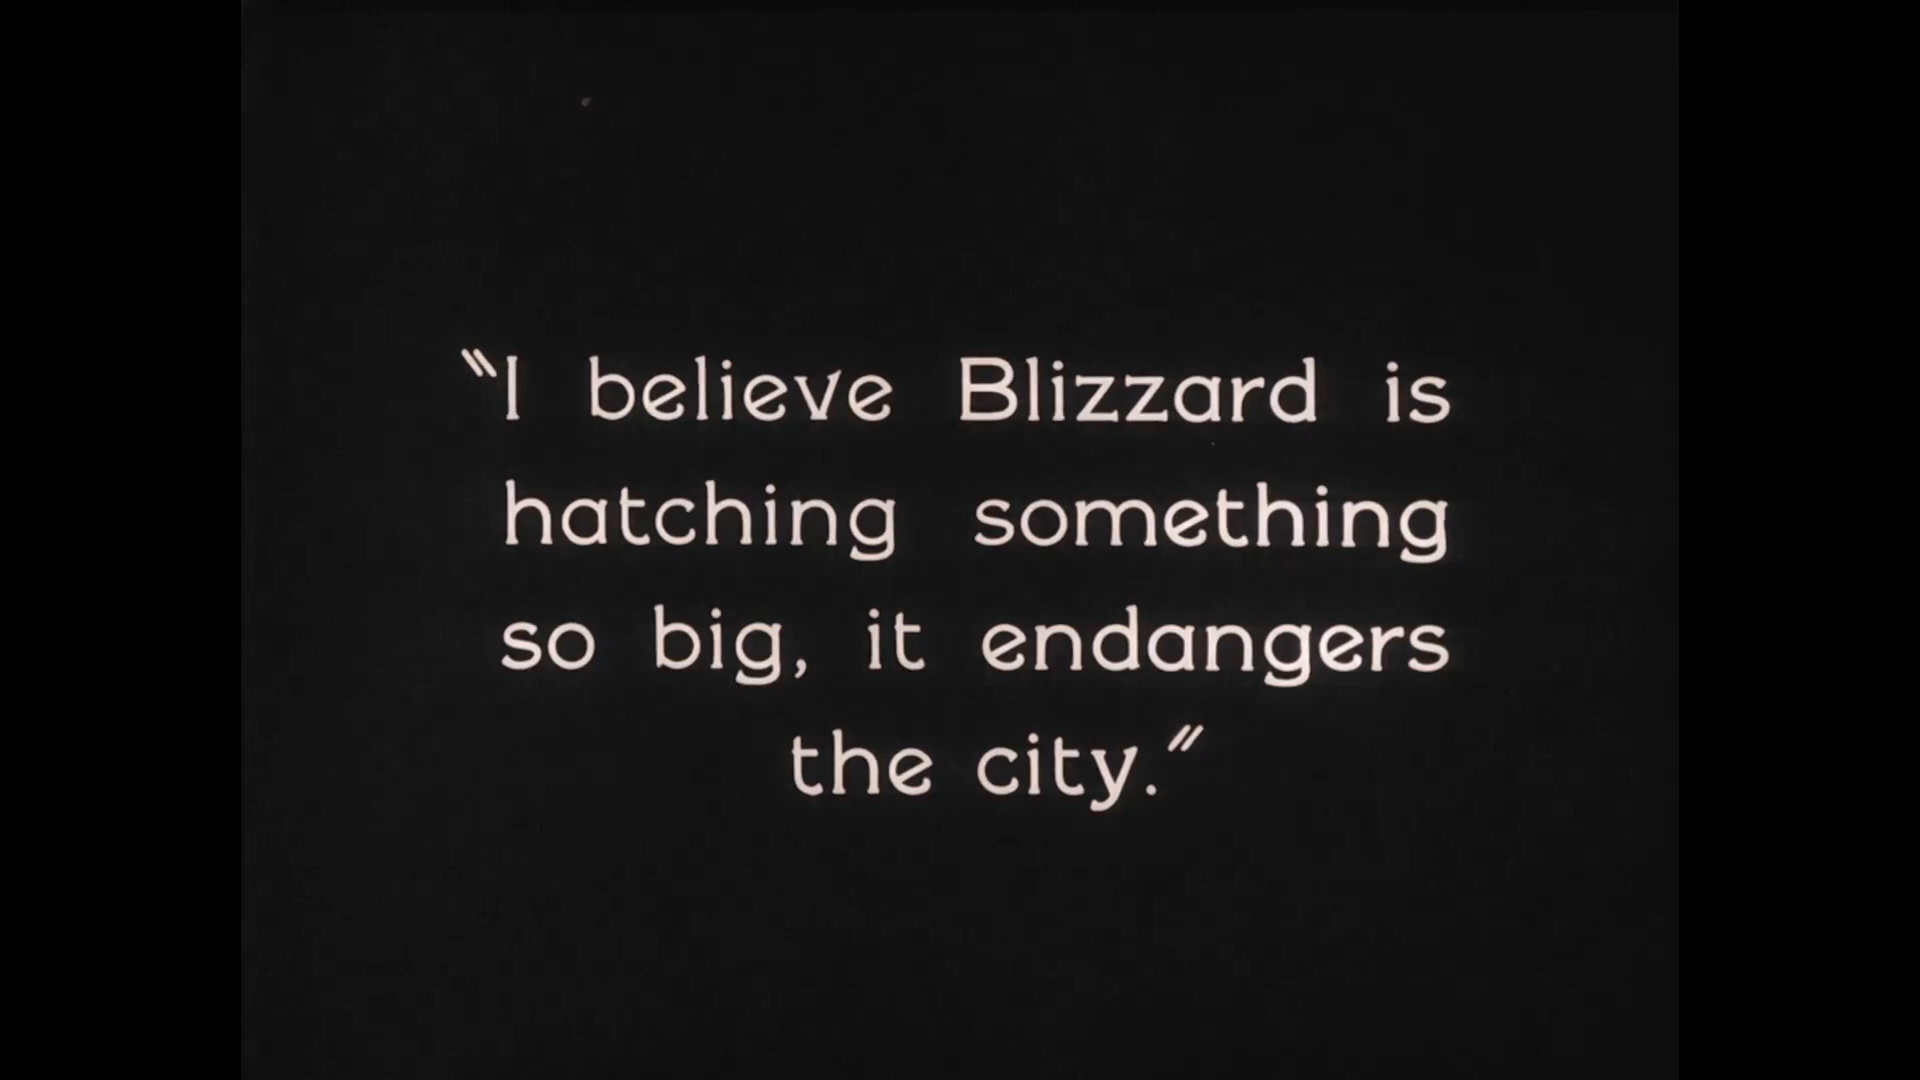 "I believe Blizzard is
hatching something
so big, it endangers
the city."